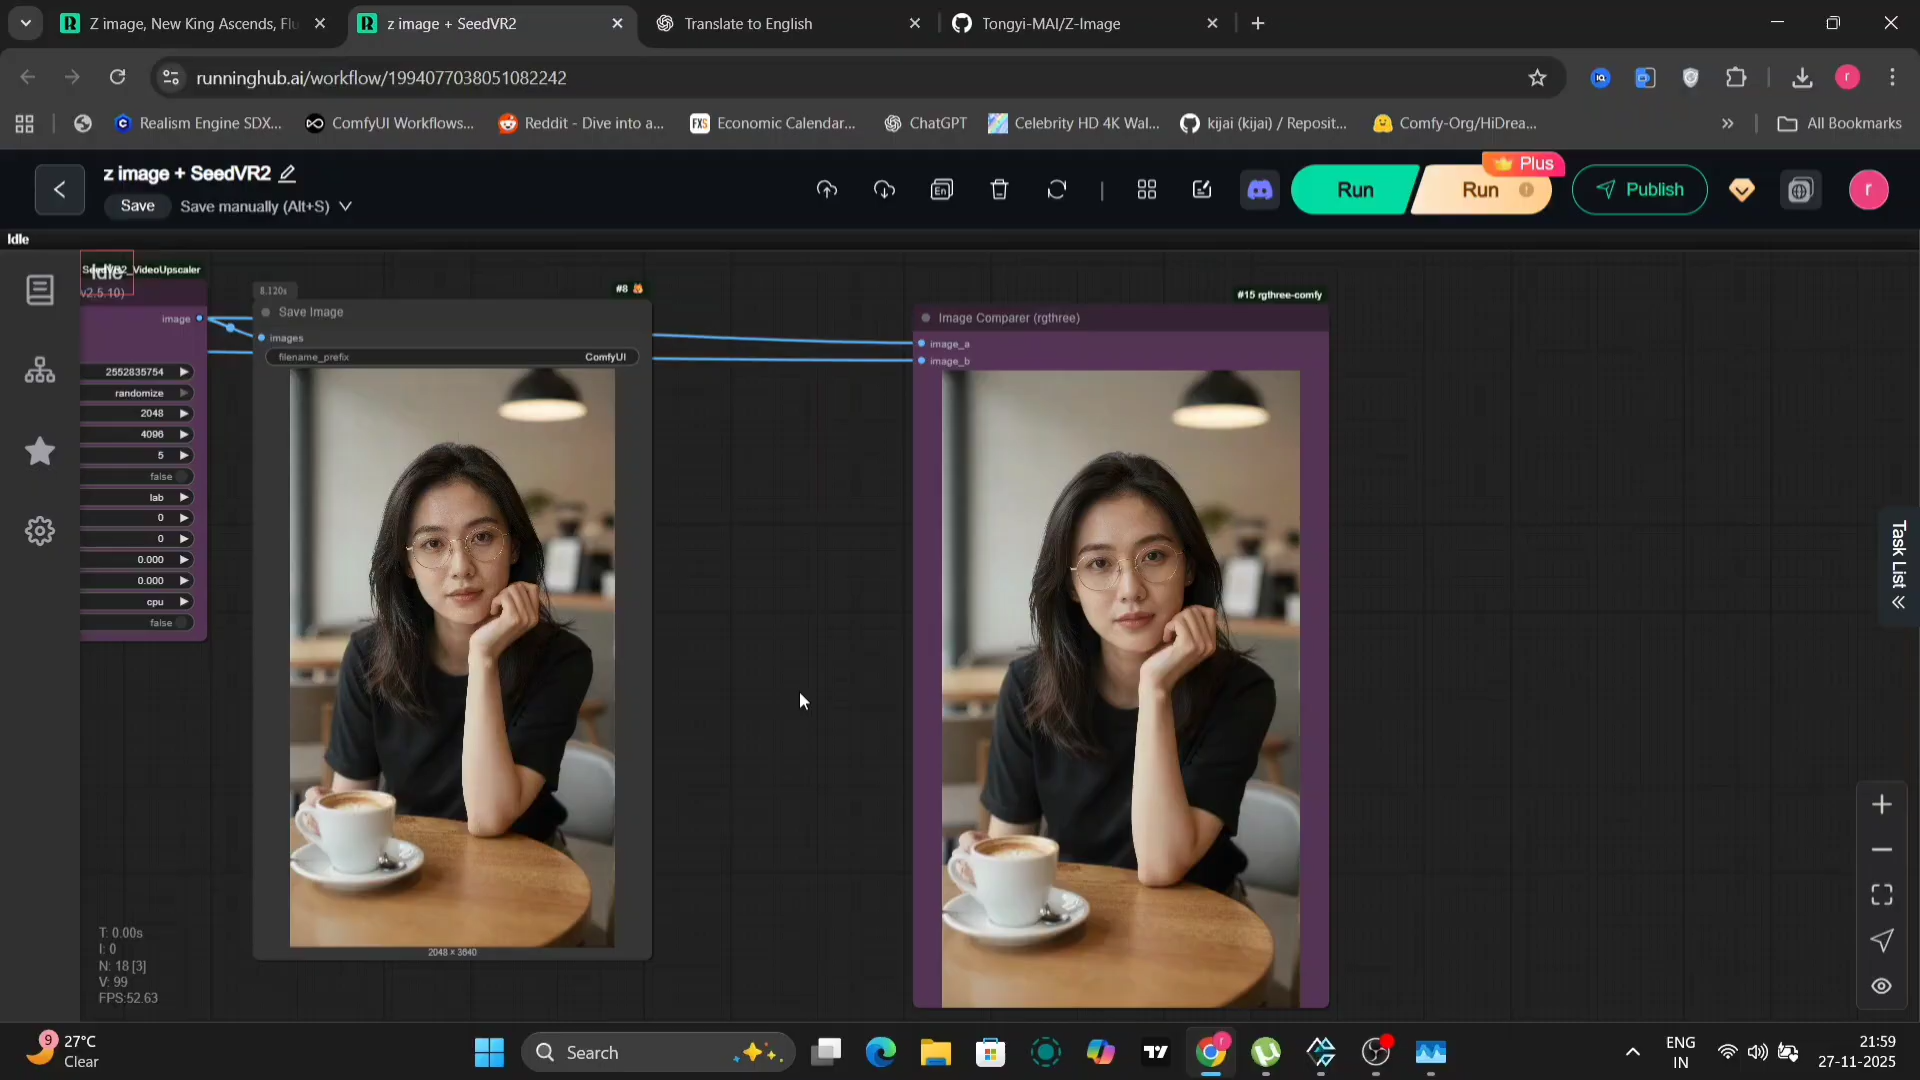 Z image, New King Ascends, Flu
z image + SeedVR2
Translate to English
Tongyi-MAI/Z-Image
runninghub.ai/workflow/1994077038051082242
r
Realism Engine SDX...
ComfyUI Workflows...
Reddit - Dive into a...
FXS
Economic Calendar...
ChatGPT
Celebrity HD 4K Wal...
kijai (kijai) / Reposit...
Comfy-Org/HiDrea...
»
All Bookmarks
z image + SeedVR2
Save
Save manually (Alt+S)
En
Run
Run
Plus
Publish
r
Idle
Idle
SeedVR2_VideoUpscaler
v2.5.10)
image
2552835754
randomize
2048
4096
5
false
lab
0
0
0.000
0.000
cpu
false
8.120s
#8
Save Image
images
filename_prefix
ComfyUI
2048 × 3640
#15 rgthree-comfy
Image Comparer (rgthree)
image_a
image_b
Task List
T: 0.00s
I: 0
N: 18 [3]
V: 99
FPS:52.63
9
27°C
Clear
Search
ENG
IN
21:59
27-11-2025